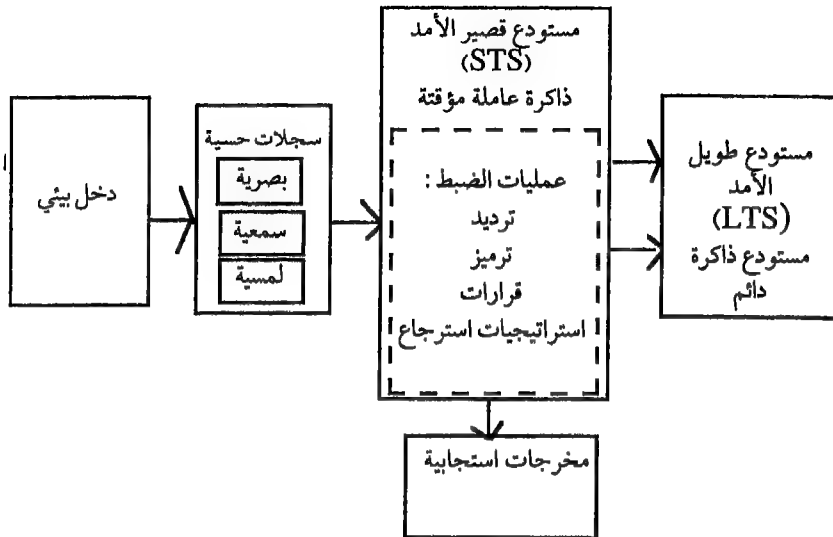 دخل بيئي
سجلات حسية
بصرية
سمعية
لمسية
مستودع قصير الأمد
(STS)
ذاكرة عاملة مؤقتة
عمليات الضبط :
ترديد
ترميز
قرارات
استراتيجيات استرجاع
مستودع طويل
الأمد
(LTS)
مستودع ذاكرة
دائم
مخرجات استجابية